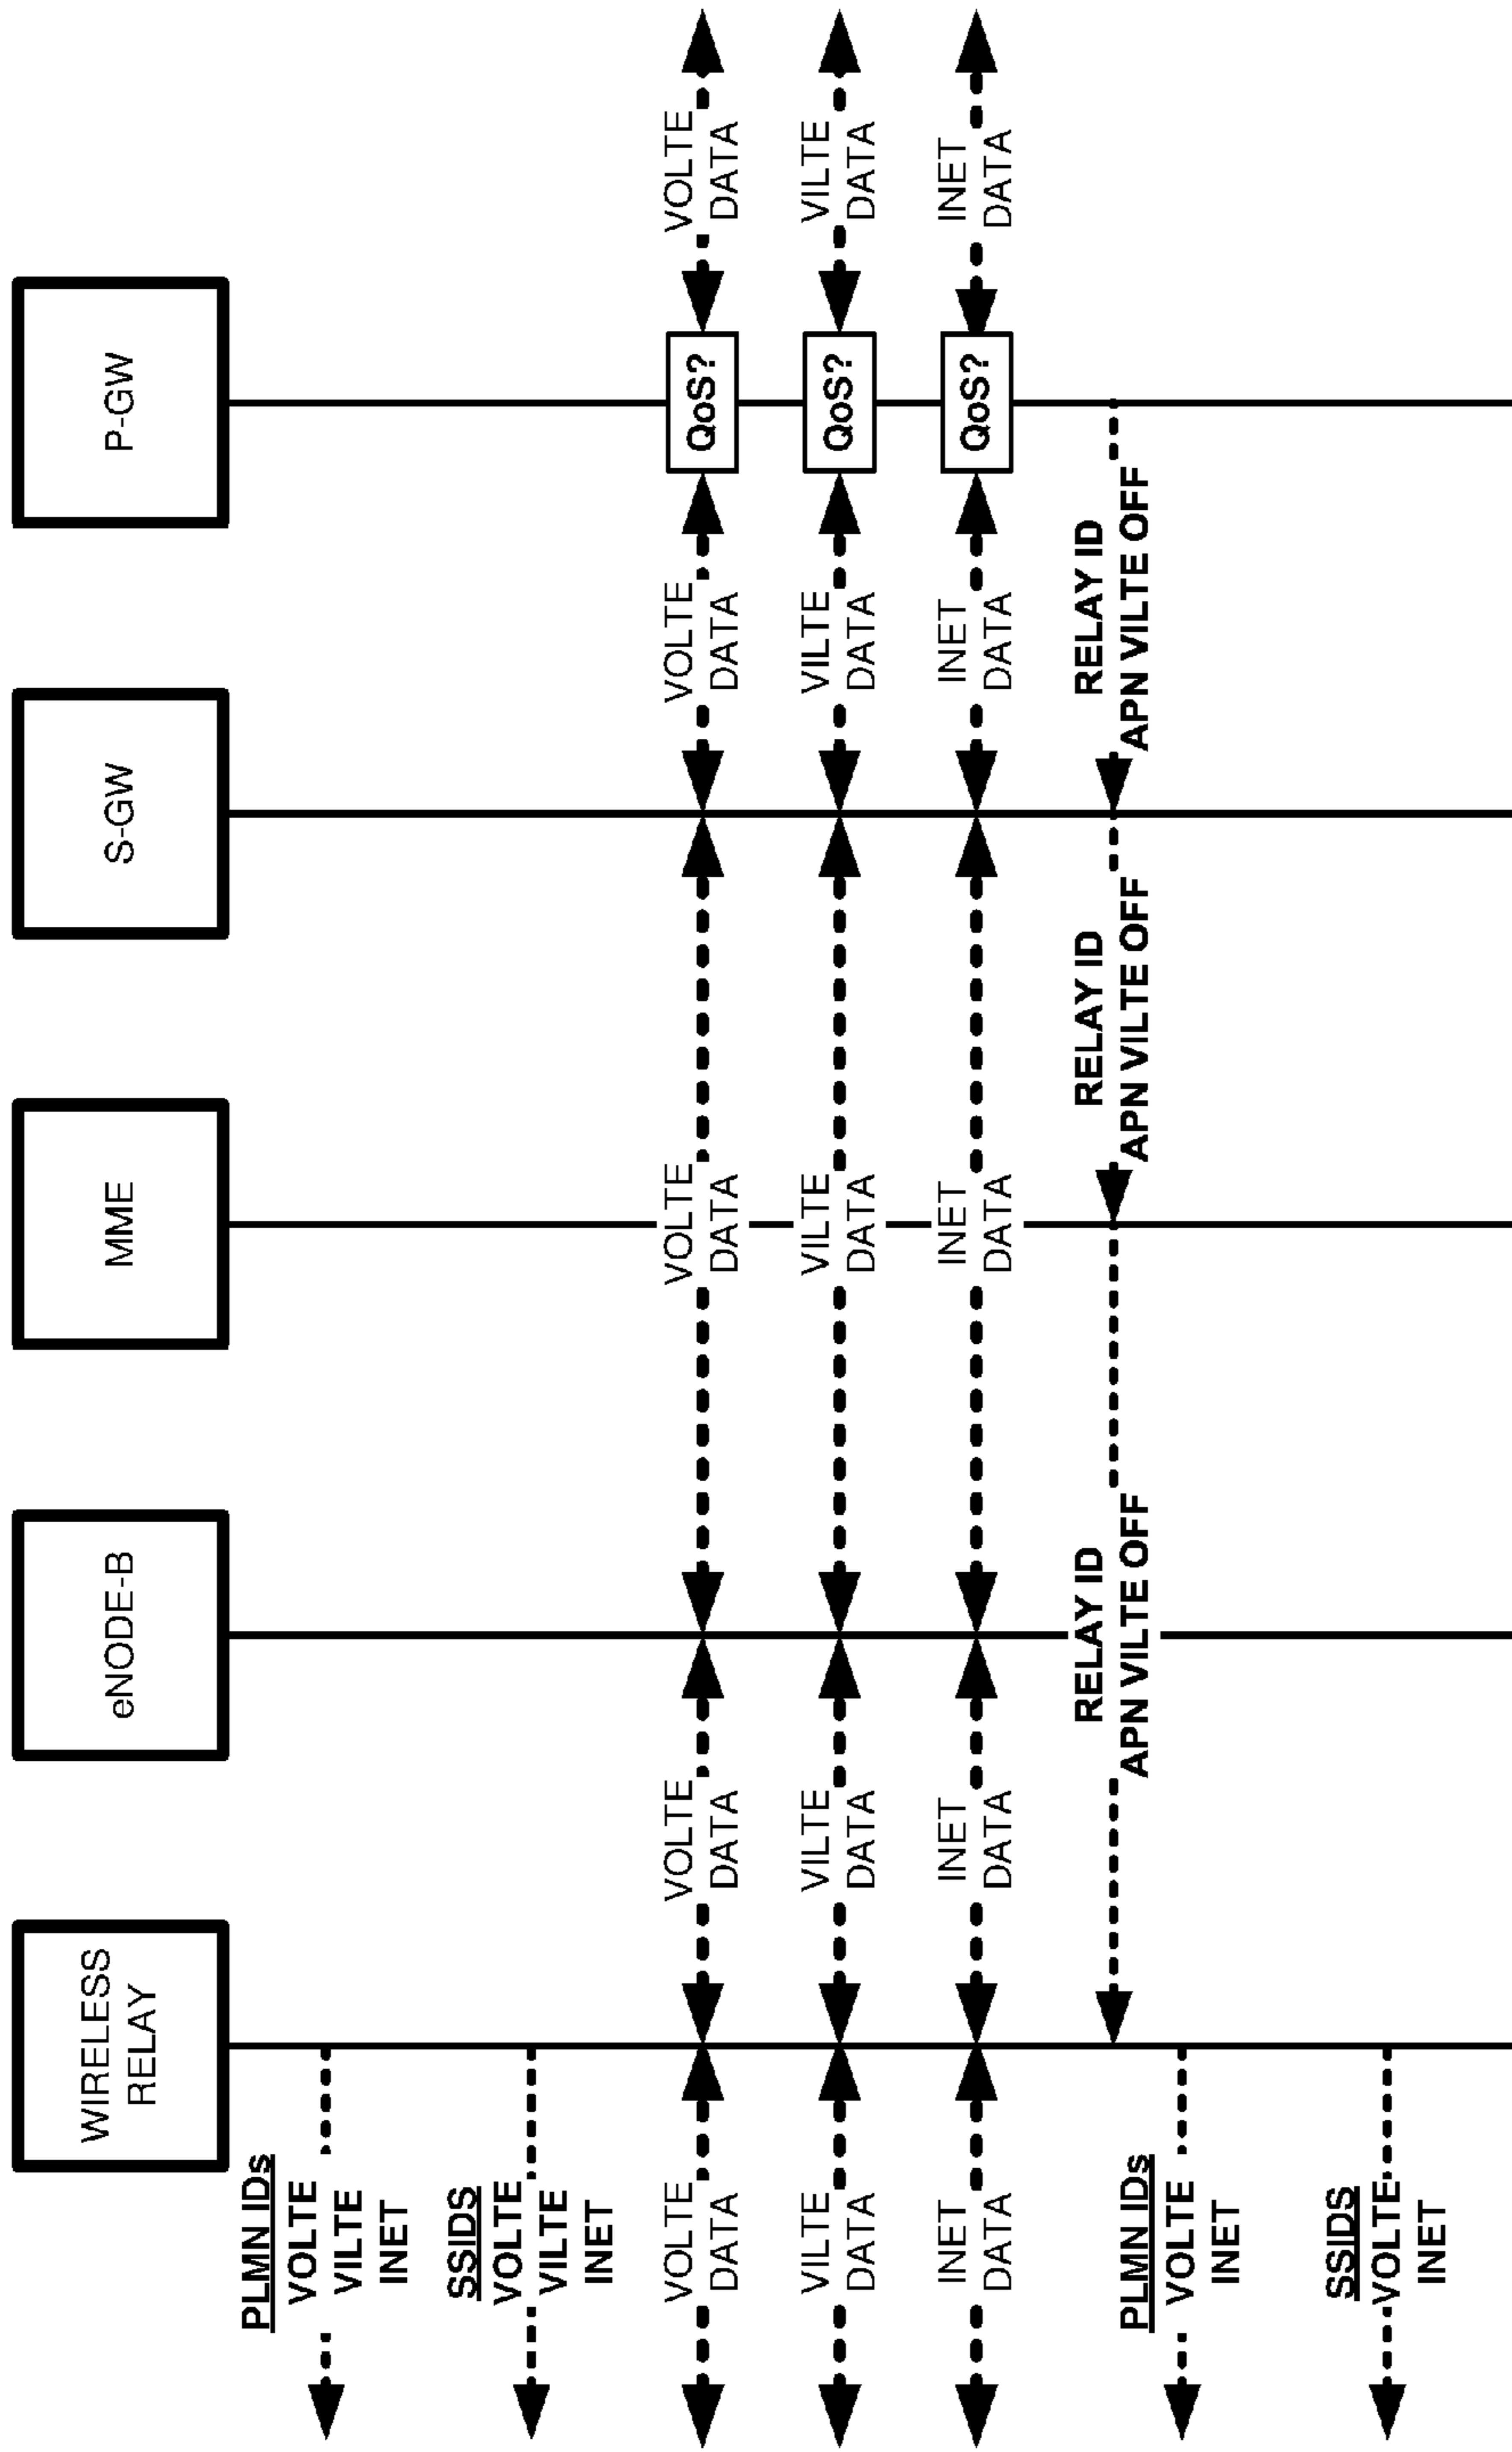 WIRELESS
RELAY
eNODE-B
MME
S-GW
P-GW
PLMN IDs
VOLTE
VILTE
INET
SSIDS
VOLTE
VILTE
INET
VOLTE
DATA
VOLTE
DATA
VOLTE
DATA
VOLTE
DATA
QoS?
VOLTE
DATA
VILTE
DATA
VILTE
DATA
VILTE
DATA
VILTE
DATA
QoS?
VILTE
DATA
INET
DATA
INET
DATA
INET
DATA
INET
DATA
QoS?
INET
DATA
RELAY ID
APN VILTE OFF
RELAY ID
APN VILTE OFF
RELAY ID
APN VILTE OFF
PLMN IDs
VOLTE
INET
SSIDS
VOLTE
INET